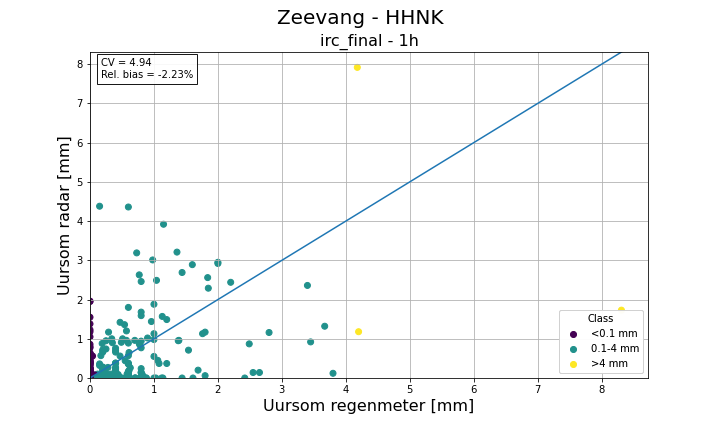 Zeevang - HHNK
irc_final - 1h
CV = 4.94
Rel. bias = -2.23%
Uursom radar [mm]
8
7
6
5
4
3
2
1
0
0 1 2 3 4 5 6 7 8
Uursom regenmeter [mm]
Class
<0.1 mm
0.1-4 mm
>4 mm